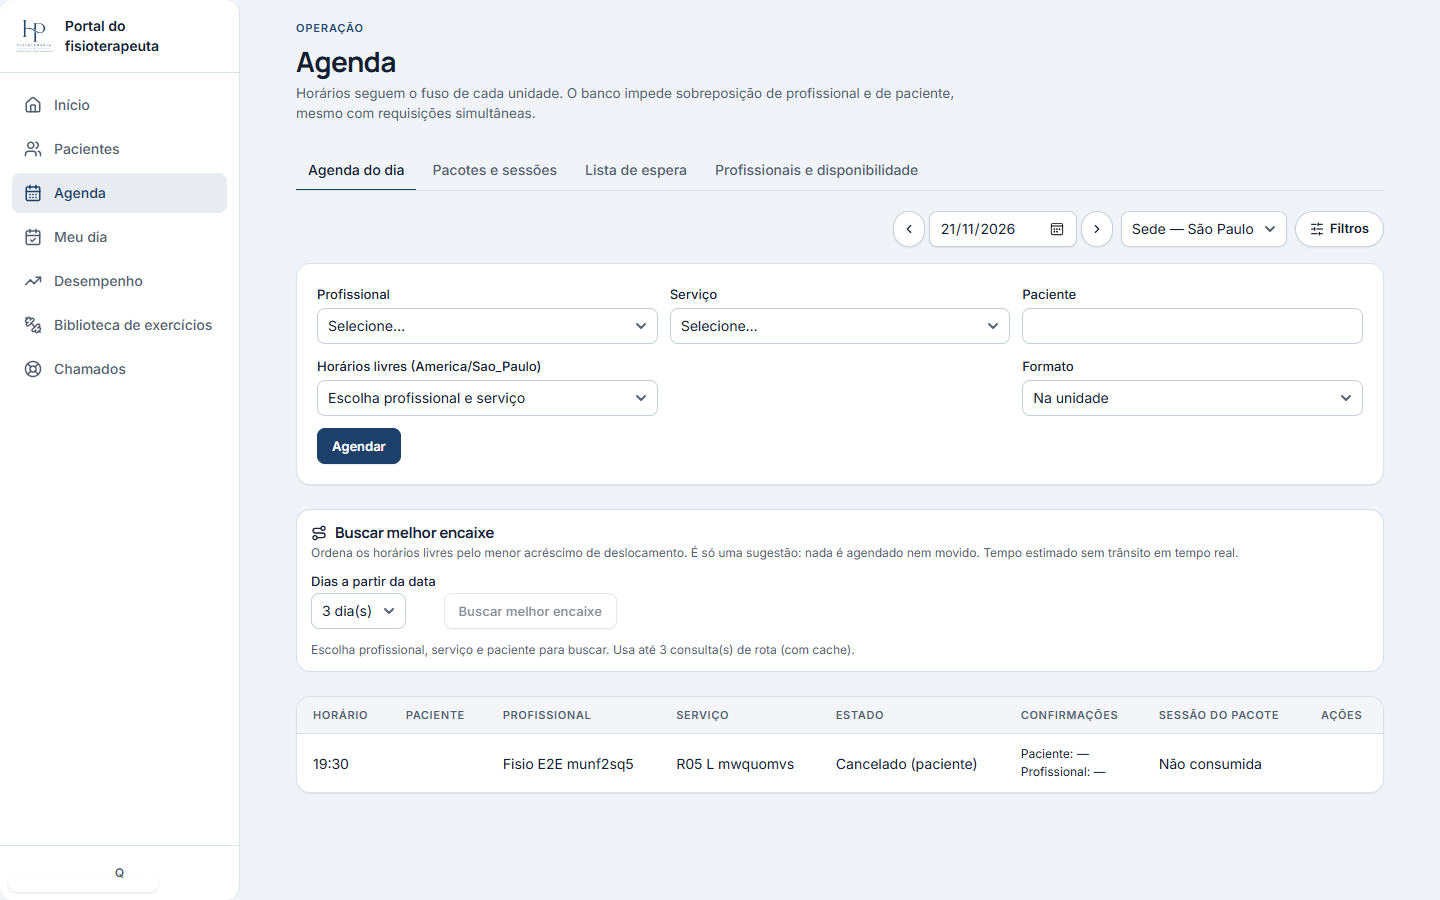 HP
FISIOTERAPIA
Portal do
fisioterapeuta
Início
Pacientes
Agenda
Meu dia
Desempenho
Biblioteca de exercícios
Chamados
Q
OPERAÇÃO
Agenda
Horários seguem o fuso de cada unidade. O banco impede sobreposição de profissional e de paciente,
mesmo com requisições simultâneas.
Agenda do dia Pacotes e sessões Lista de espera Profissionais e disponibilidade
21/11/2026 Sede — São Paulo Filtros
Profissional Serviço Paciente
Selecione... Selecione...
Horários livres (America/Sao_Paulo) Formato
Escolha profissional e serviço Na unidade
Agendar
Buscar melhor encaixe
Ordena os horários livres pelo menor acréscimo de deslocamento. É só uma sugestão: nada é agendado nem movido. Tempo estimado sem trânsito em tempo real.
Dias a partir da data
3 dia(s) Buscar melhor encaixe
Escolha profissional, serviço e paciente para buscar. Usa até 3 consulta(s) de rota (com cache).
HORÁRIO PACIENTE PROFISSIONAL SERVIÇO ESTADO CONFIRMAÇÕES SESSÃO DO PACOTE AÇÕES
19:30 Fisio E2E munf2sq5 R05 L mwquomvs Cancelado (paciente) Paciente: — Não consumida
Profissional: —